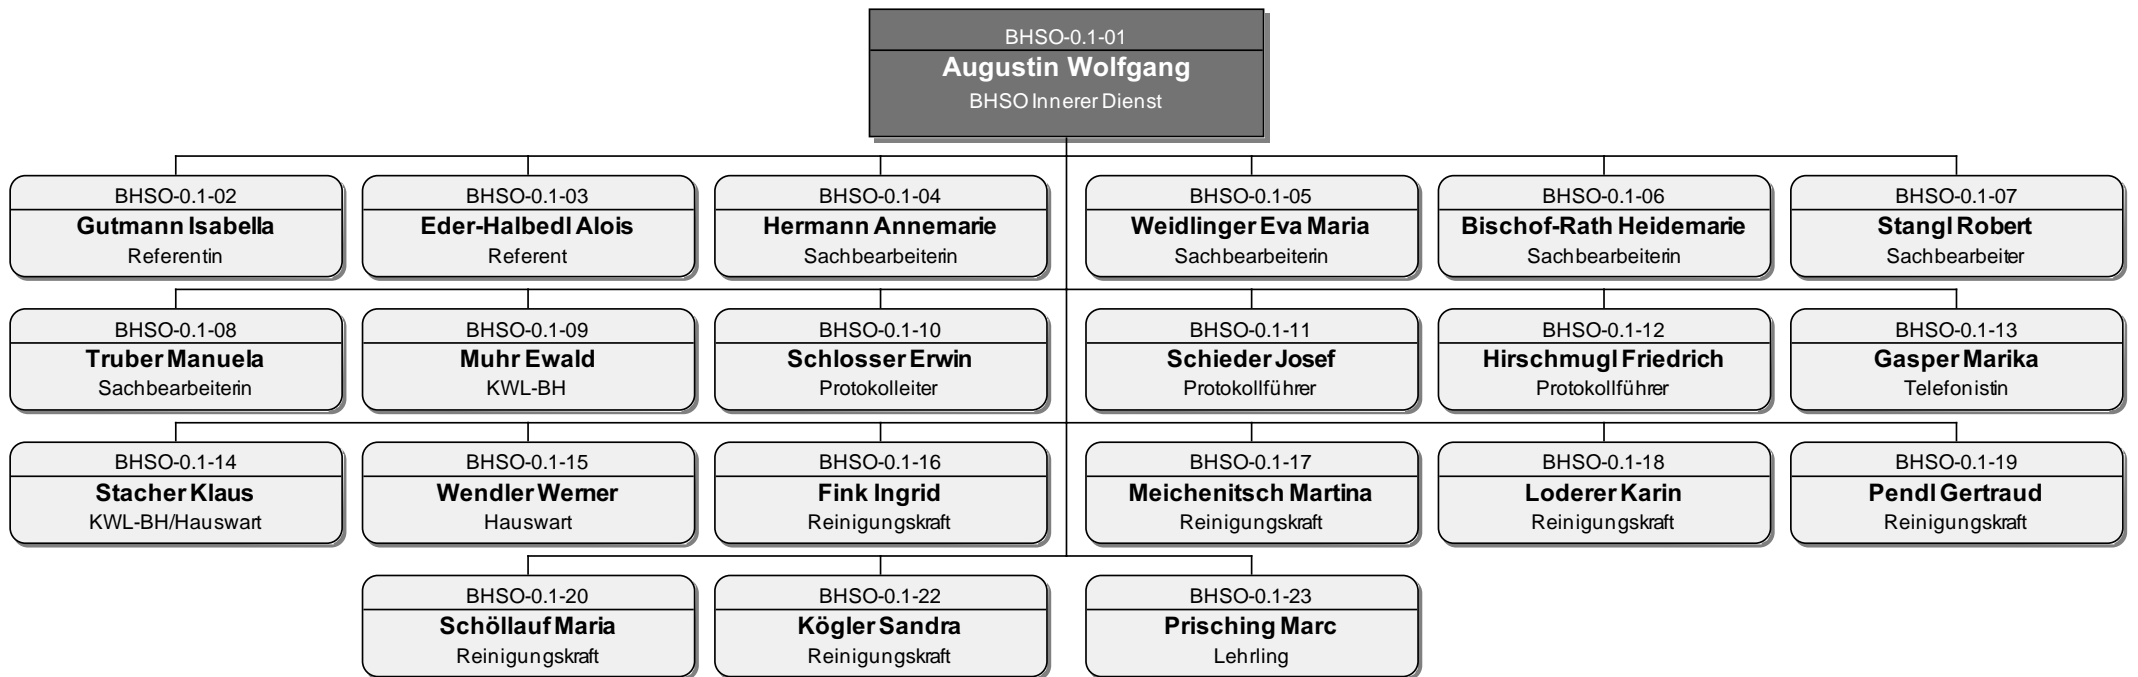 BHSO-0.1-01
Augustin Wolfgang
BHSO Innerer Dienst
BHSO-0.1-02
Gutmann Isabella
Referentin
BHSO-0.1-03
Eder-Halbedl Alois
Referent
BHSO-0.1-04
Hermann Annemarie
Sachbearbeiterin
BHSO-0.1-05
Weidlinger Eva Maria
Sachbearbeiterin
BHSO-0.1-06
Bischof-Rath Heidemarie
Sachbearbeiterin
BHSO-0.1-07
Stangl Robert
Sachbearbeiter
BHSO-0.1-08
Truber Manuela
Sachbearbeiterin
BHSO-0.1-09
Muhr Ewald
KWL-BH
BHSO-0.1-10
Schlosser Erwin
Protokolleiter
BHSO-0.1-11
Schieder Josef
Protokollführer
BHSO-0.1-12
Hirschmugl Friedrich
Protokollführer
BHSO-0.1-13
Gasper Marika
Telefonistin
BHSO-0.1-14
Stacher Klaus
KWL-BH/Hauswart
BHSO-0.1-15
Wendler Werner
Hauswart
BHSO-0.1-16
Fink Ingrid
Reinigungskraft
BHSO-0.1-17
Meichenitsch Martina
Reinigungskraft
BHSO-0.1-18
Loderer Karin
Reinigungskraft
BHSO-0.1-19
Pendl Gertraud
Reinigungskraft
BHSO-0.1-20
Schöllauf Maria
Reinigungskraft
BHSO-0.1-22
Kögler Sandra
Reinigungskraft
BHSO-0.1-23
Prisching Marc
Lehrling